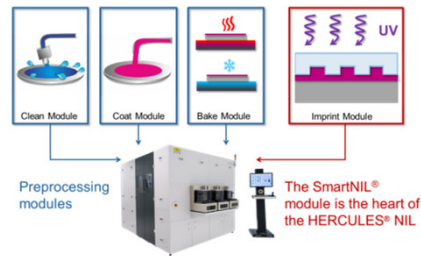 UV
Clean Module
Coat Module
Bake Module
Imprint Module
Preprocessing
modules
The SmartNIL®
module is the heart of
the HERCULES® NIL